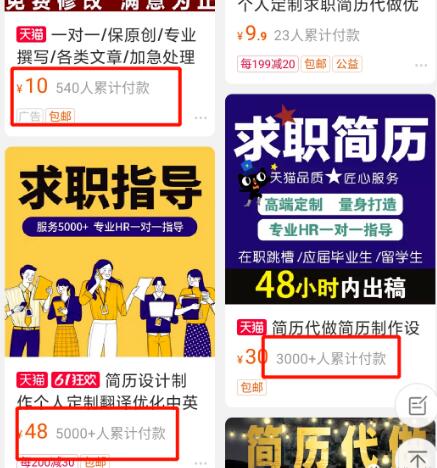 免费修改 满意为止
天猫 一对一/保原创/专业
撰写/各类文章/加急处理
¥10 540人累计付款
广告 包邮
求职指导
服务5000+ 专业HR一对一指导
天猫 61狂欢 简历设计制
作个人定制翻译优化中英
¥48 5000+人累计付款
每200减30 包邮
个人定制求职简历代做优
¥9.9 23人累计付款
每199减20 包邮 公益
求职简历
天猫品质★匠心服务
高端定制 量身打造
专业HR一对一指导
在职跳槽/应届毕业生/留学生
48小时内出稿
天猫 简历代做简历制作设
¥30 3000+人累计付款
包邮
简历代做